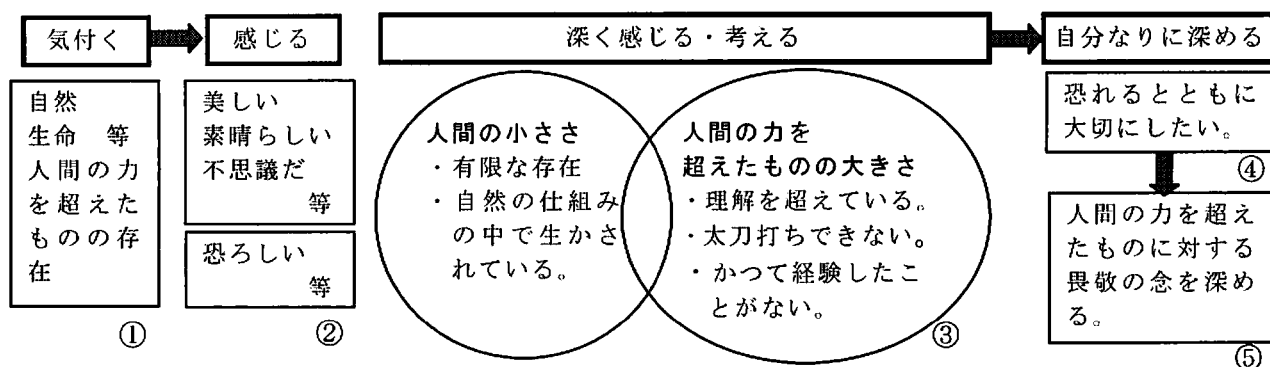 気付く
感じる
深く感じる・考える
自分なりに深める
自然
生命　等
人間の力
を超えた
ものの存
在
①
美しい
素晴らしい
不思議だ
等
恐ろしい
等
②
人間の小ささ
・有限な存在
・自然の仕組み
の中で生かさ
れている。
人間の力を
超えたものの大きさ
・理解を超えている。
・太刀打ちできない。
・かつて経験したこ
とがない。
③
恐れるとともに
大切にしたい。
④
人間の力を超え
たものに対する
畏敬の念を深め
る。
⑤